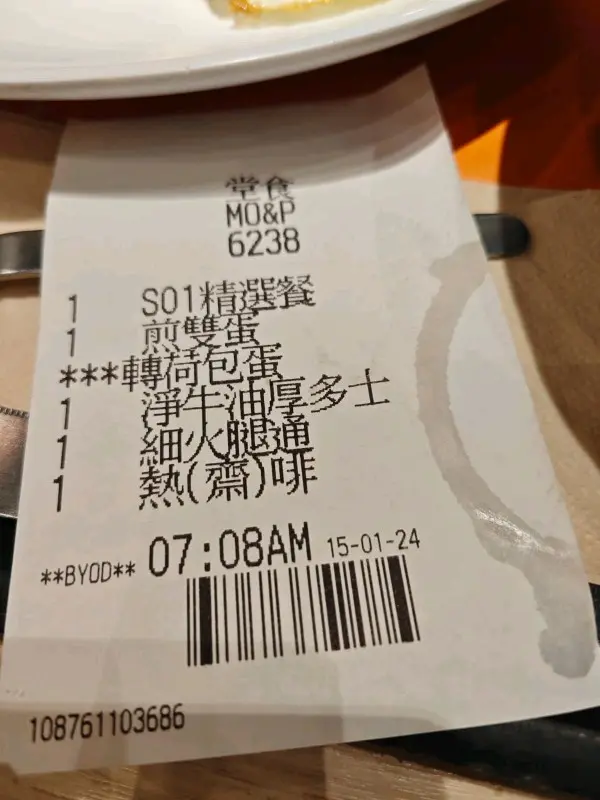 堂食
MO&P
6238
1 S01精選餐
1 煎雙蛋
***轉荷包蛋
1 淨牛油厚多士
1 細火腿通
1 熱(齋)啡
**BYOD** 07:08AM 15-01-24
108761103686